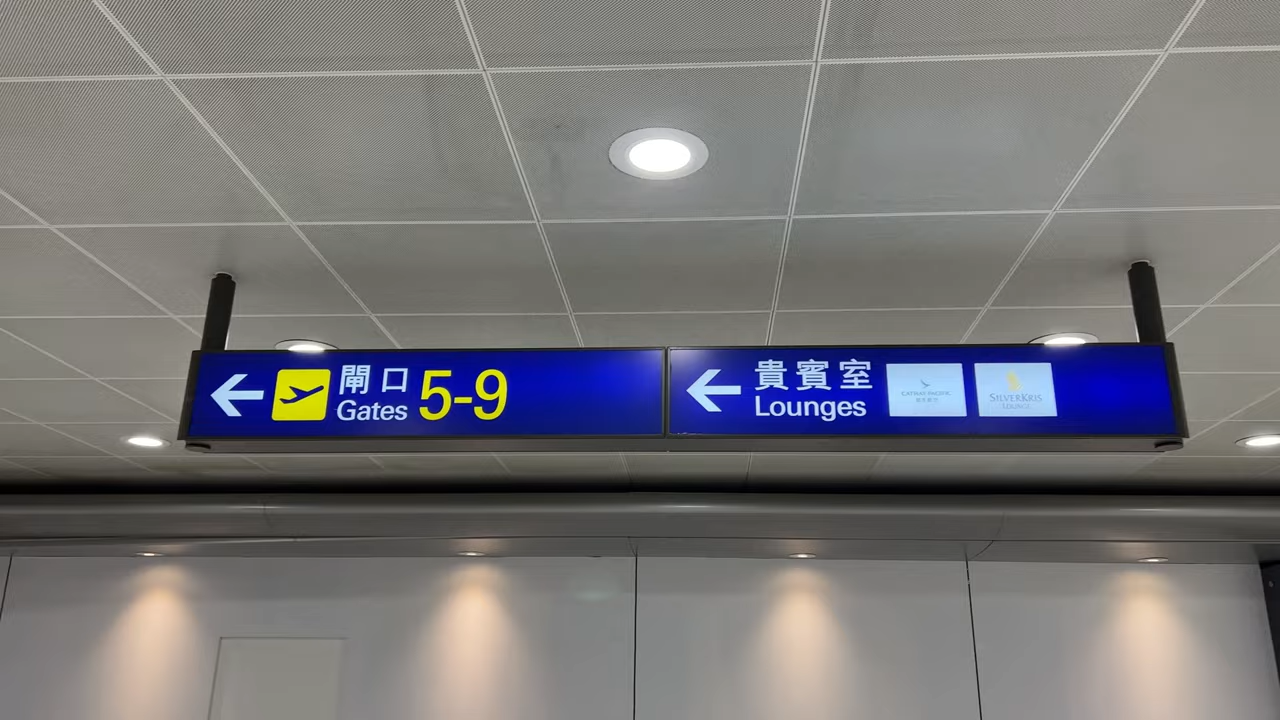 閘口
Gates
5-9
貴賓室
Lounges
CATHAY PACIFIC
SILVERKRIS
LOUNGE